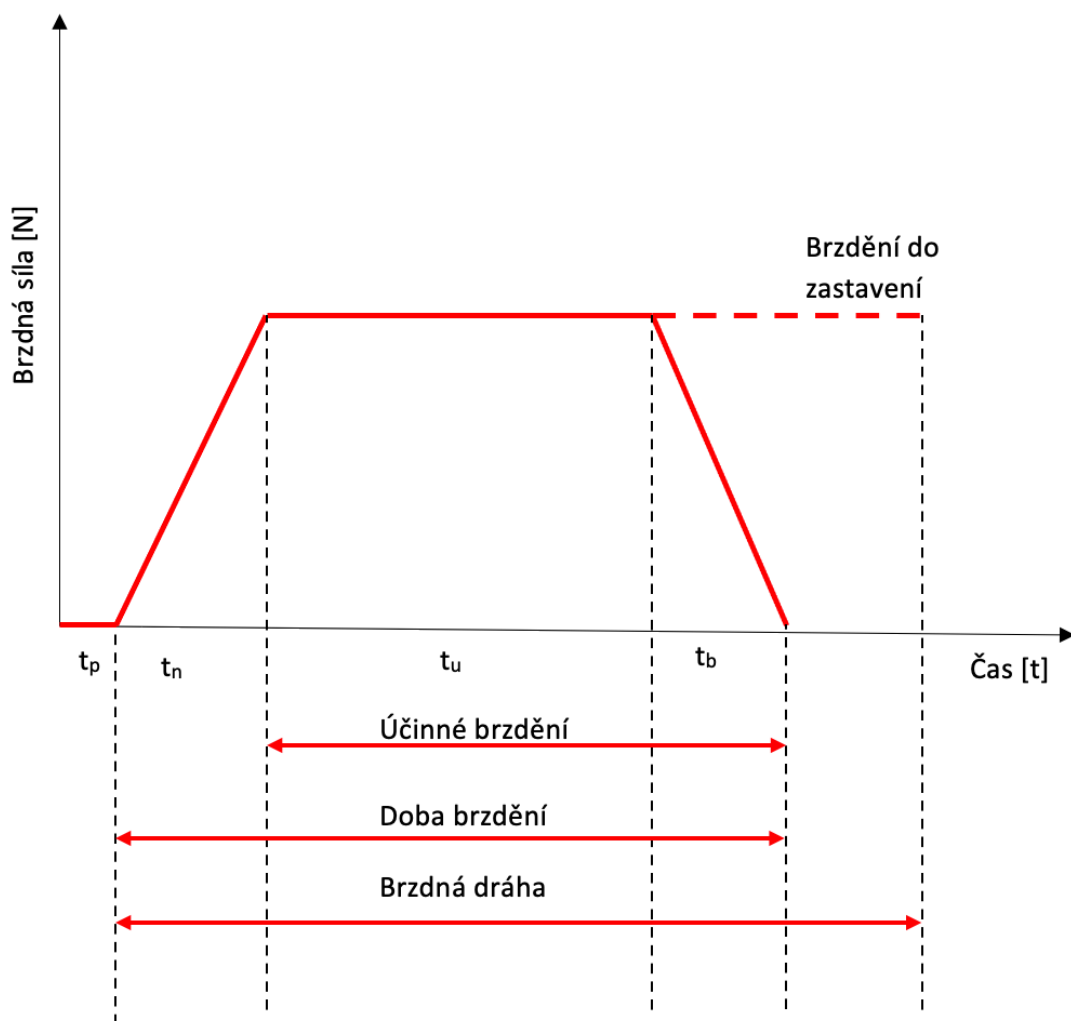 Brzdná síla [N]
Brzdění do
zastavení
tp
tn
tu
tb
Čas [t]
Účinné brzdění
Doba brzdění
Brzdná dráha